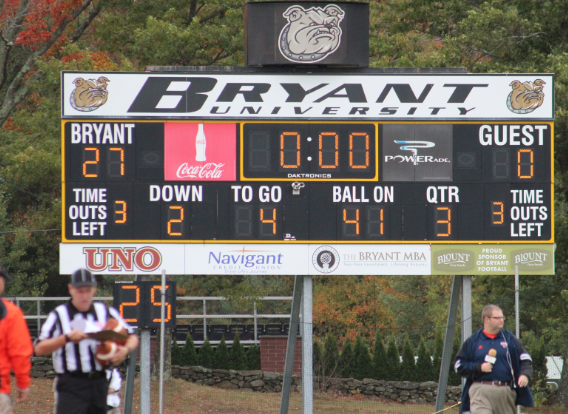 BRYANT
UNIVERSITY
BRYANT
27
Coca-Cola
0:00
DAKTRONICS
POWERADE
GUEST
0
TIME OUTS LEFT 3
DOWN 2
TO GO 4
BALL ON 41
QTR 3
3 TIME OUTS LEFT
UNO
Navigant
CREDIT UNION
THE BRYANT MBA
BLOUNT
PROUD SPONSOR OF BRYANT FOOTBALL
BLOUNT
25